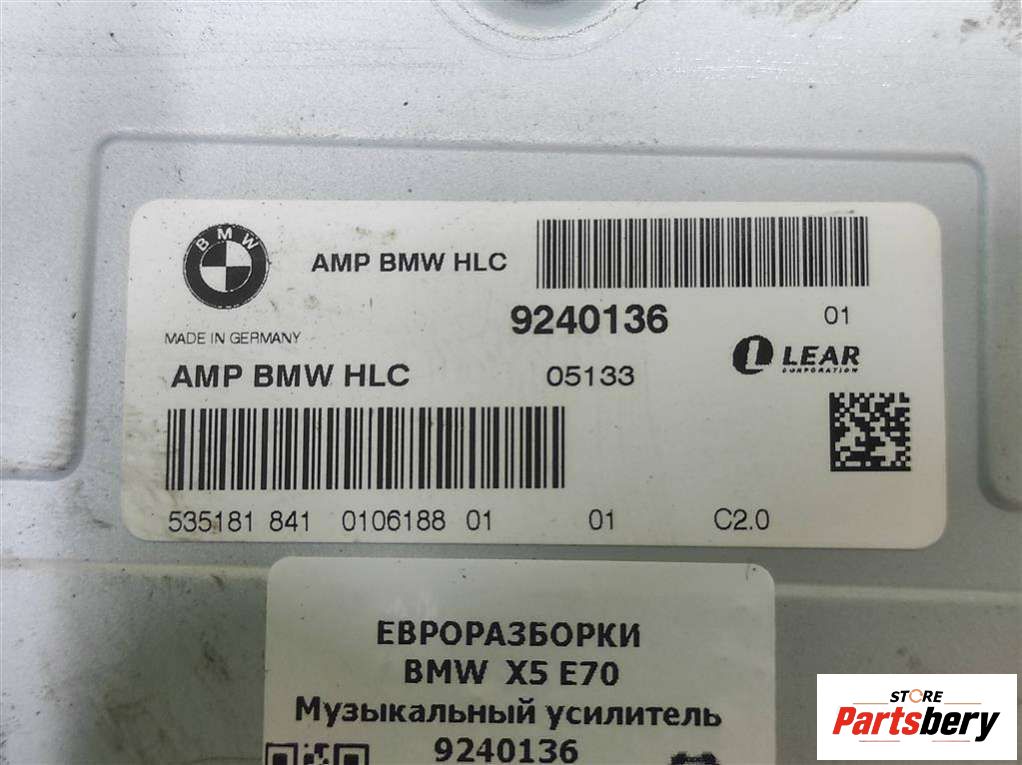 BMW
AMP BMW HLC
9240136
01
MADE IN GERMANY
AMP BMW HLC
05133
LEAR
CORPORATION
535181 841 0106188 01 01 C2.0
ЕВРОРАЗБОРКИ
BMW X5 E70
Музыкальный усилитель
9240136
STORE
Partsbery